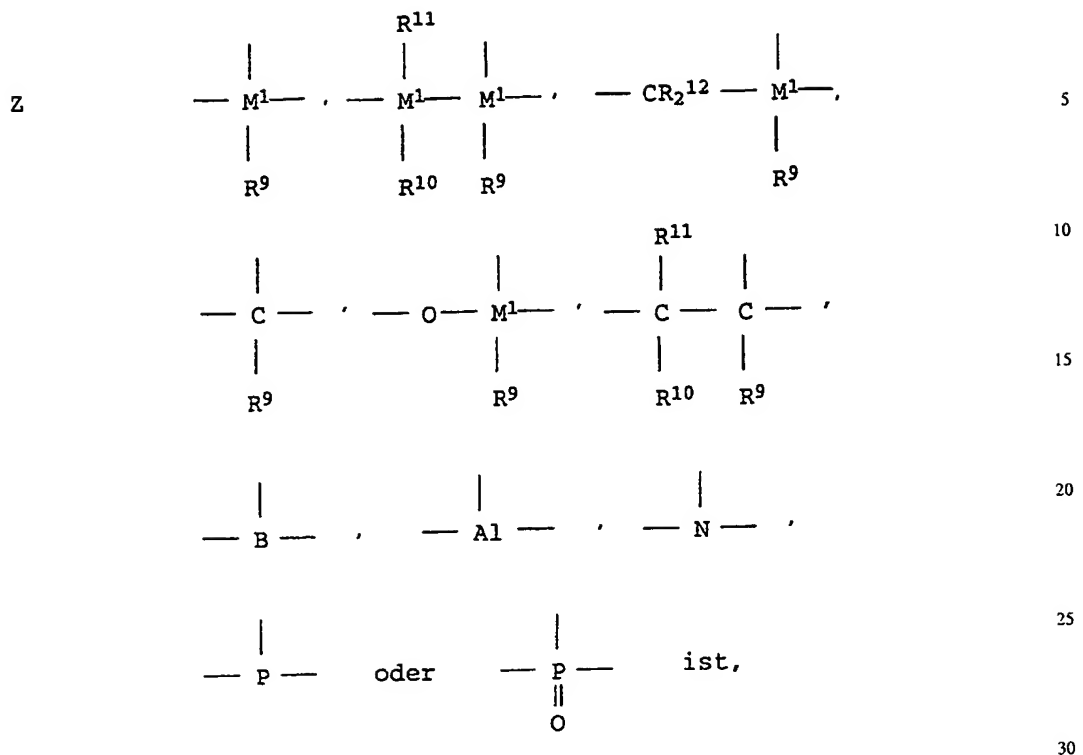 R¹¹
Z —M¹—, —M¹—M¹—, —CR₂¹²—M¹—, 5
R⁹ R¹⁰ R⁹ R⁹
10
R¹¹
—C—, —O—M¹—, —C—C—,
15
R⁹ R⁹ R¹⁰ R⁹
20
—B—, —Al—, —N—,
25
—P— oder —P— ist,
O
30